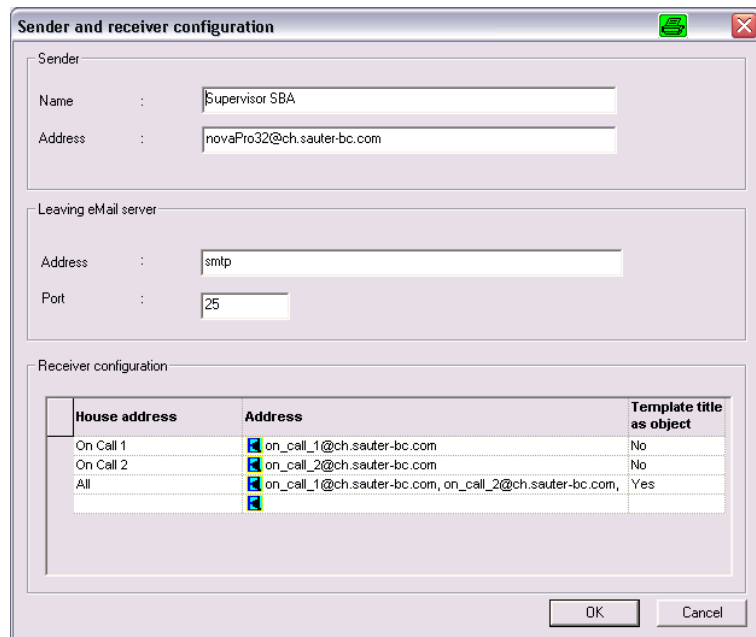 Sender and receiver configuration
Sender
Name : Supervisor SBA
Address : novaPro32@ch.sauter-bc.com
Leaving eMail server
Address : smtp
Port : 25
Receiver configuration
House address Address Template title as object
On Call 1 on_call_1@ch.sauter-bc.com No
On Call 2 on_call_2@ch.sauter-bc.com No
All on_call_1@ch.sauter-bc.com, on_call_2@ch.sauter-bc.com, Yes
OK Cancel